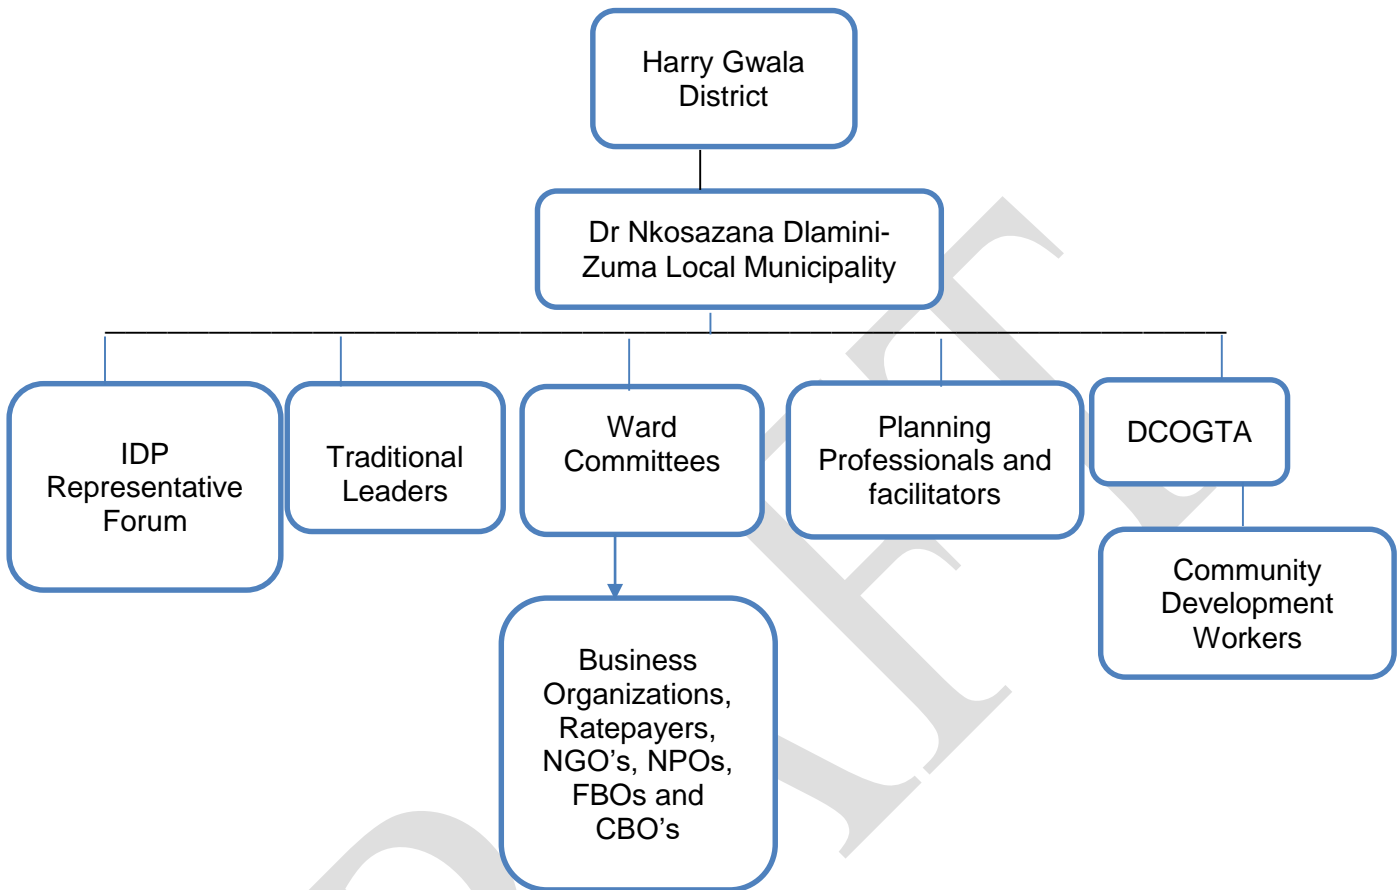 Harry Gwala
District
Dr Nkosazana Dlamini-
Zuma Local Municipality
IDP
Representative
Forum
Traditional
Leaders
Ward
Committees
Planning
Professionals and
facilitators
DCOGTA
Community
Development
Workers
Business
Organizations,
Ratepayers,
NGO’s, NPOs,
FBOs and
CBO’s